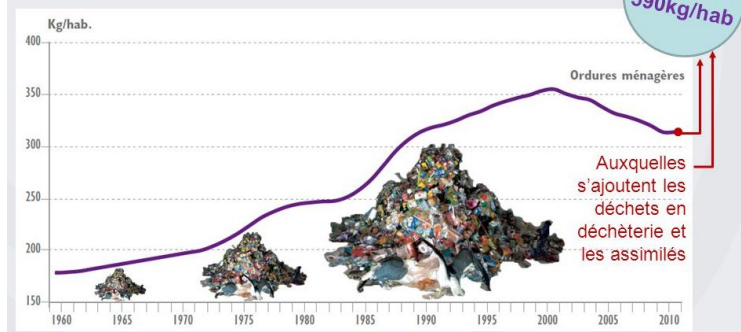 590kg/hab
Kg/hab.
400
Ordures ménagères
350
300
Auxquelles
s'ajoutent les
déchets en
déchèterie et
les assimilés
250
200
150
1960
1965
1970
1975
1980
1985
1990
1995
2000
2005
2010